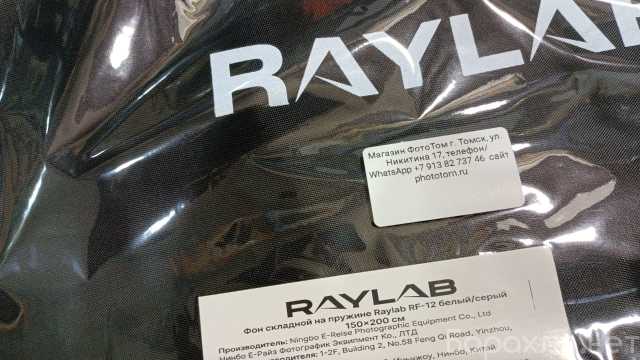 RAYLAB
Магазин ФотоТом г. Томск, ул.
Никитина 17, телефон/
WhatsApp +7 913 82 737 46 сайт
phototom.ru
RAYLAB
Фон складной на пружине Raylab RF-12 белый/серый
150×200 см
Производитель: Ningbo E-Reise Photographic Equipment Co., Ltd
Нинбо Е-Райз Фотографик Эквипмент Ко., ЛТД
1-2F, Building 2, No.58 Feng Qi Road, Yinzhou,
Нинбо, Китай